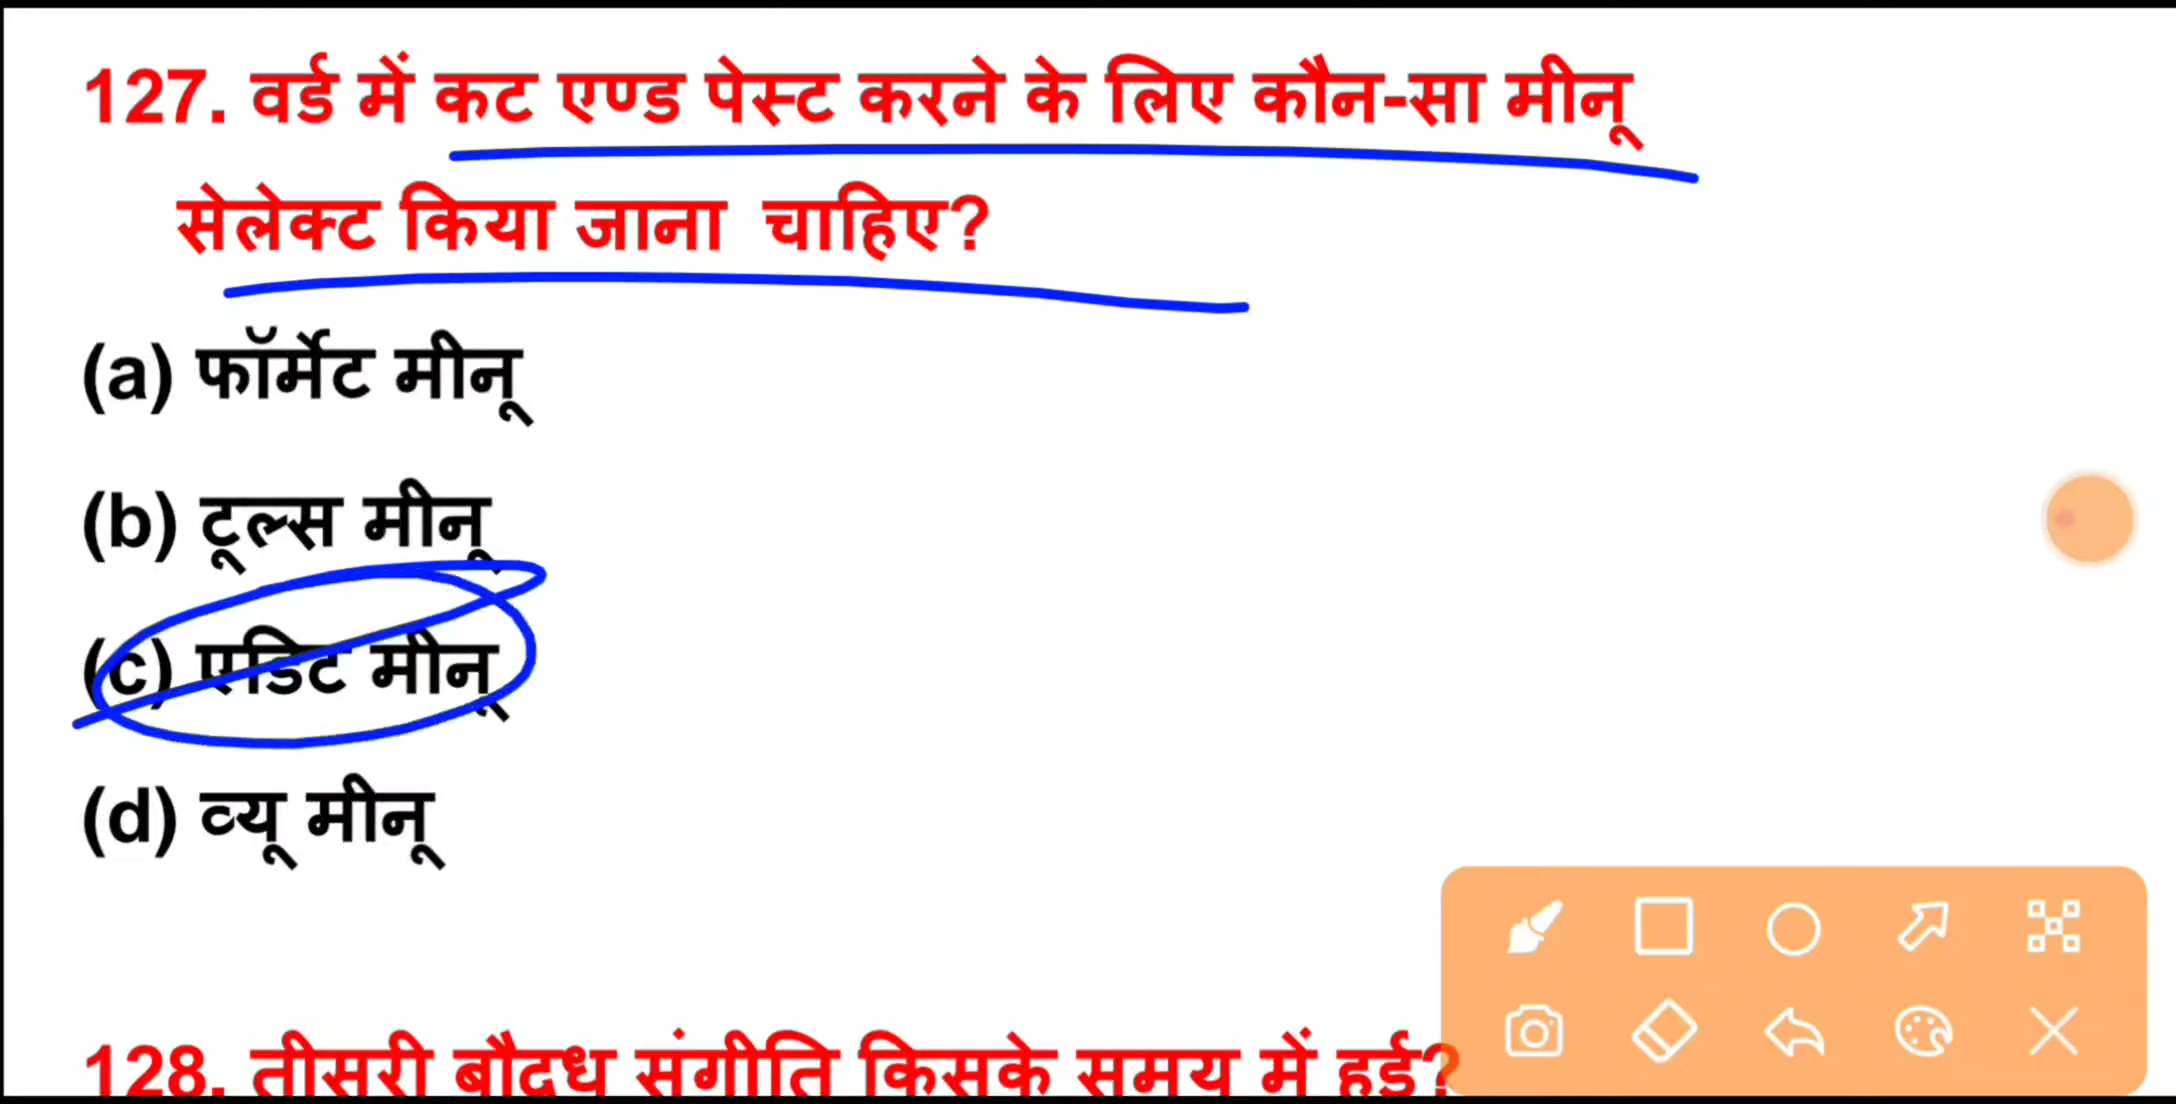 127. वर्ड में कट एण्ड पेस्ट करने के लिए कौन-सा मीनू
सेलेक्ट किया जाना चाहिए?
(a) फॉर्मेट मीनू
(b) टूल्स मीनू
(c) एडिट मीनू
(d) व्यू मीनू
128. तीसरी बौद्ध संगीति किसके समय में हुई?